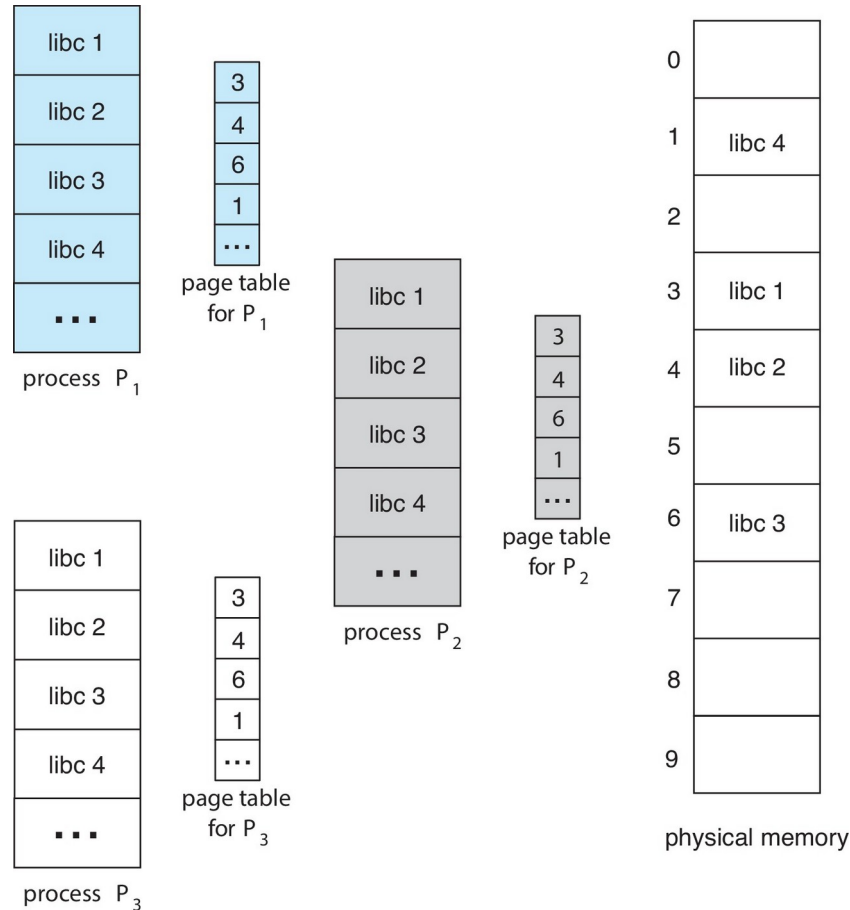 libc 1
libc 2
libc 3
libc 4
...
process P1
3
4
6
1
...
page table
for P1
libc 1
libc 2
libc 3
libc 4
...
process P2
3
4
6
1
...
page table
for P2
libc 1
libc 2
libc 3
libc 4
...
process P3
3
4
6
1
...
page table
for P3
0
1 libc 4
2
3 libc 1
4 libc 2
5
6 libc 3
7
8
9
physical memory